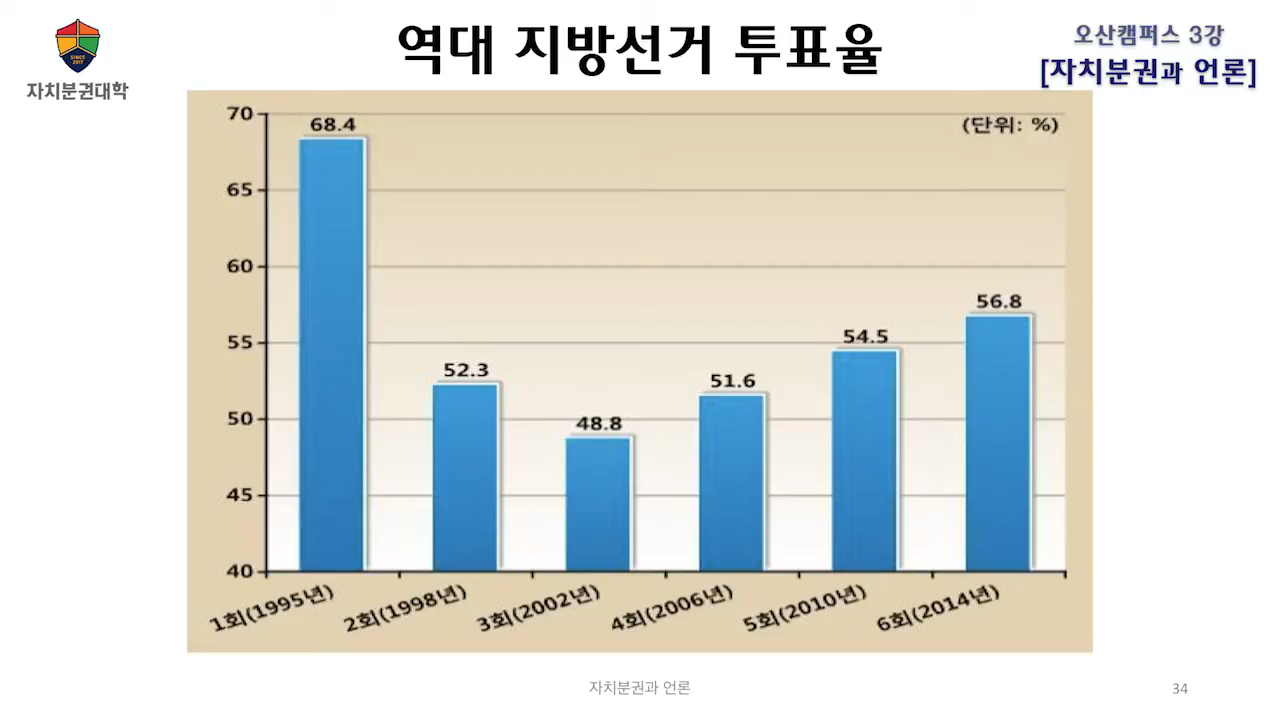 SINCE
2017
자치분권대학
역대 지방선거 투표율
오산캠퍼스 3강
[자치분권과 언론]
(단위: %)
70
65
60
55
50
45
40
68.4
52.3
48.8
51.6
54.5
56.8
1회(1995년)
2회(1998년)
3회(2002년)
4회(2006년)
5회(2010년)
6회(2014년)
자치분권과 언론
34